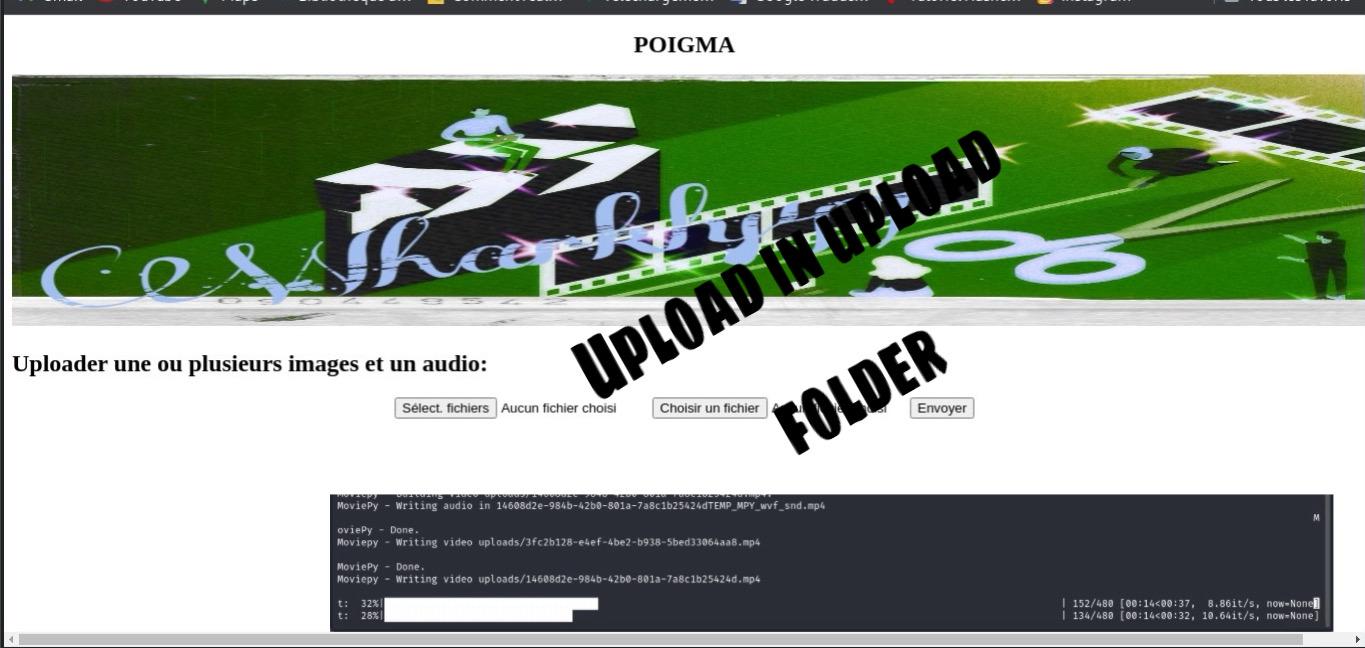 YouTube
Maps
Instagram
POIGMA
UPLOAD IN UPLOAD
FOLDER
Uploader une ou plusieurs images et un audio:
Sélect. fichiers Aucun fichier choisi Choisir un fichier Envoyer
MoviePy - Writing audio in 14608d2e-984b-42b0-801a-7a8c1b25424dTEMP_MPY_wvf_snd.mp4
M
oviePy - Done.
Moviepy - Writing video uploads/3fc2b128-e4ef-4be2-b938-5bed33064aa8.mp4
MoviePy - Done.
Moviepy - Writing video uploads/14608d2e-984b-42b0-801a-7a8c1b25424d.mp4
t: 32%| | 152/480 [00:14<00:37, 8.86it/s, now=None]
t: 28%| | 134/480 [00:14<00:32, 10.64it/s, now=None]